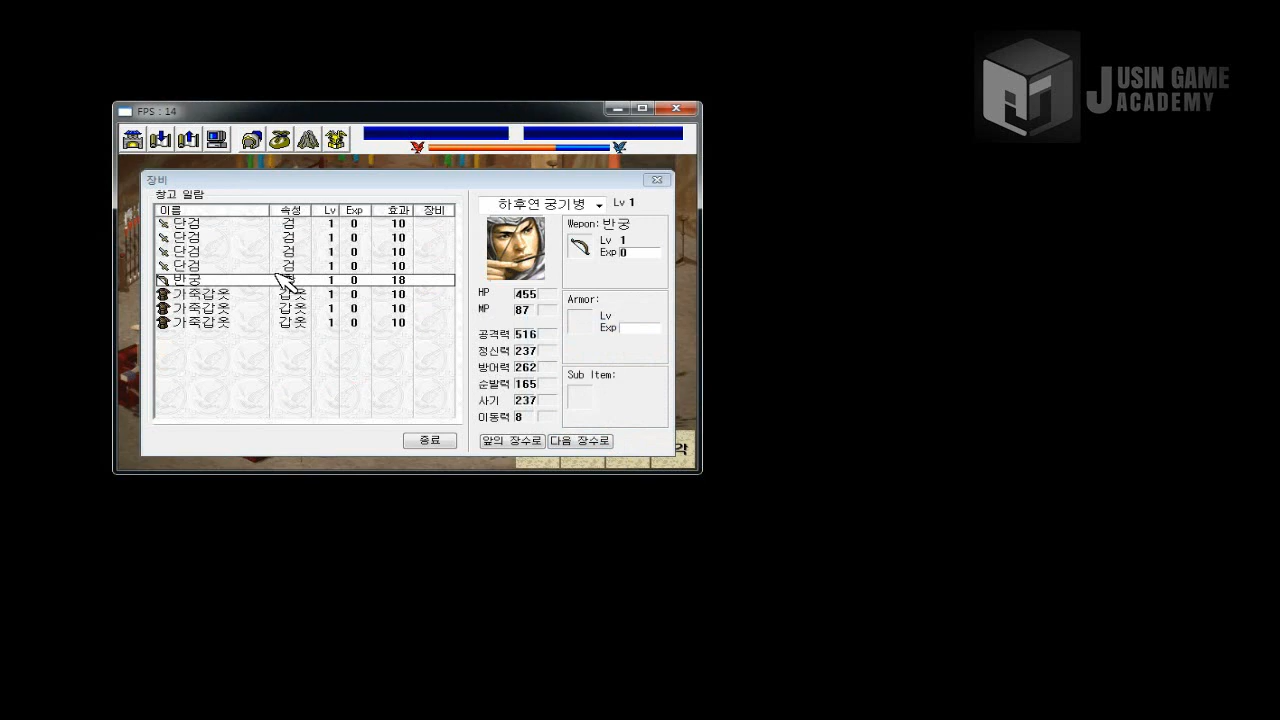 JUSIN GAME
ACADEMY
FPS : 14
장비
창고 일람
이름 속성 Lv Exp 효과 장비
단검 검 1 0 10
단검 검 1 0 10
단검 검 1 0 10
단검 검 1 0 10
반궁 1 0 18
가죽갑옷 갑옷 1 0 10
가죽갑옷 갑옷 1 0 10
가죽갑옷 갑옷 1 0 10
종료
하후연 궁기병 Lv 1
HP 455
MP 87
공격력 516
정신력 237
방어력 262
순발력 165
사기 237
이동력 8
Wepon: 반궁
Lv 1
Exp 0
Armor:
Lv
Exp
Sub Item:
앞의 장수로 다음 장수로